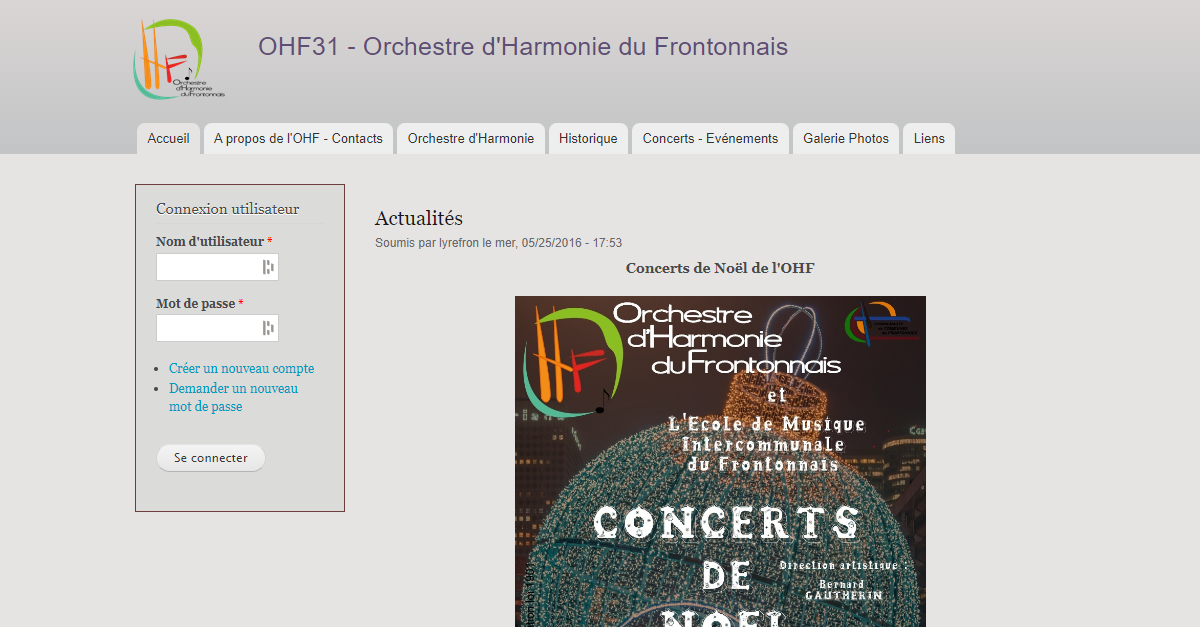 Orchestre
d'Harmonie
du Frontonnais
OHF31 - Orchestre d'Harmonie du Frontonnais
Accueil
A propos de l'OHF - Contacts
Orchestre d'Harmonie
Historique
Concerts - Evénements
Galerie Photos
Liens
Connexion utilisateur
Nom d'utilisateur *
Mot de passe *
Créer un nouveau compte
Demander un nouveau
mot de passe
Se connecter
Actualités
Soumis par lyrefron le mer, 05/25/2016 - 17:53
Concerts de Noël de l'OHF
HF
Orchestre
d'Harmonie
du Frontonnais
et
L'Ecole de Musique
Intercommunale
du Frontonnais
CONCERTS
DE
NOEL
Direction artistique :
Bernard
GAUTHERIN